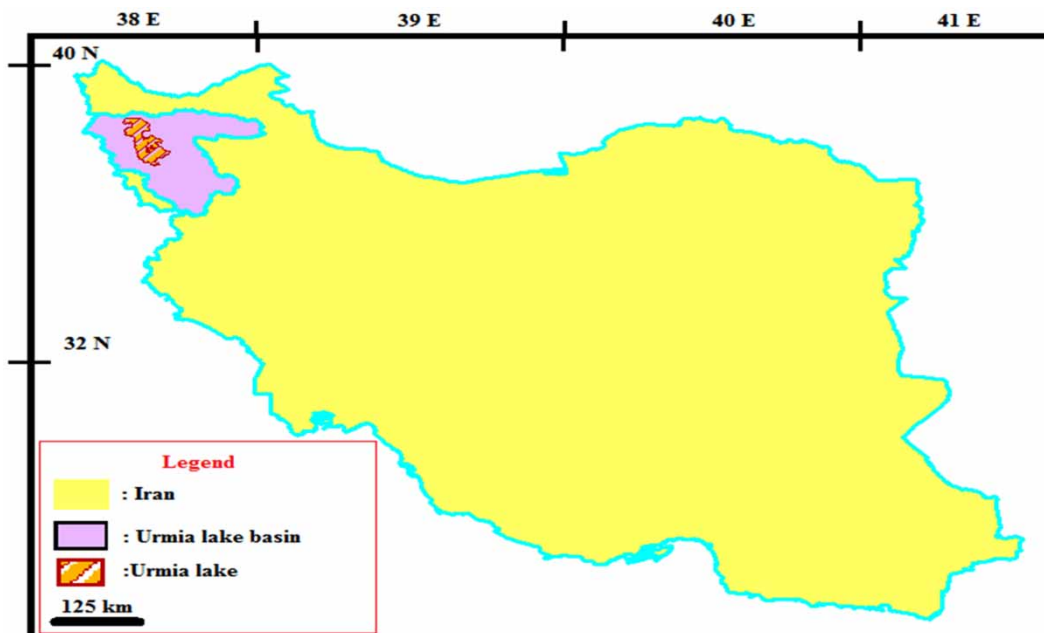 38 E 39 E 40 E 41 E
40 N
32 N
Legend
: Iran
: Urmia lake basin
:Urmia lake
125 km